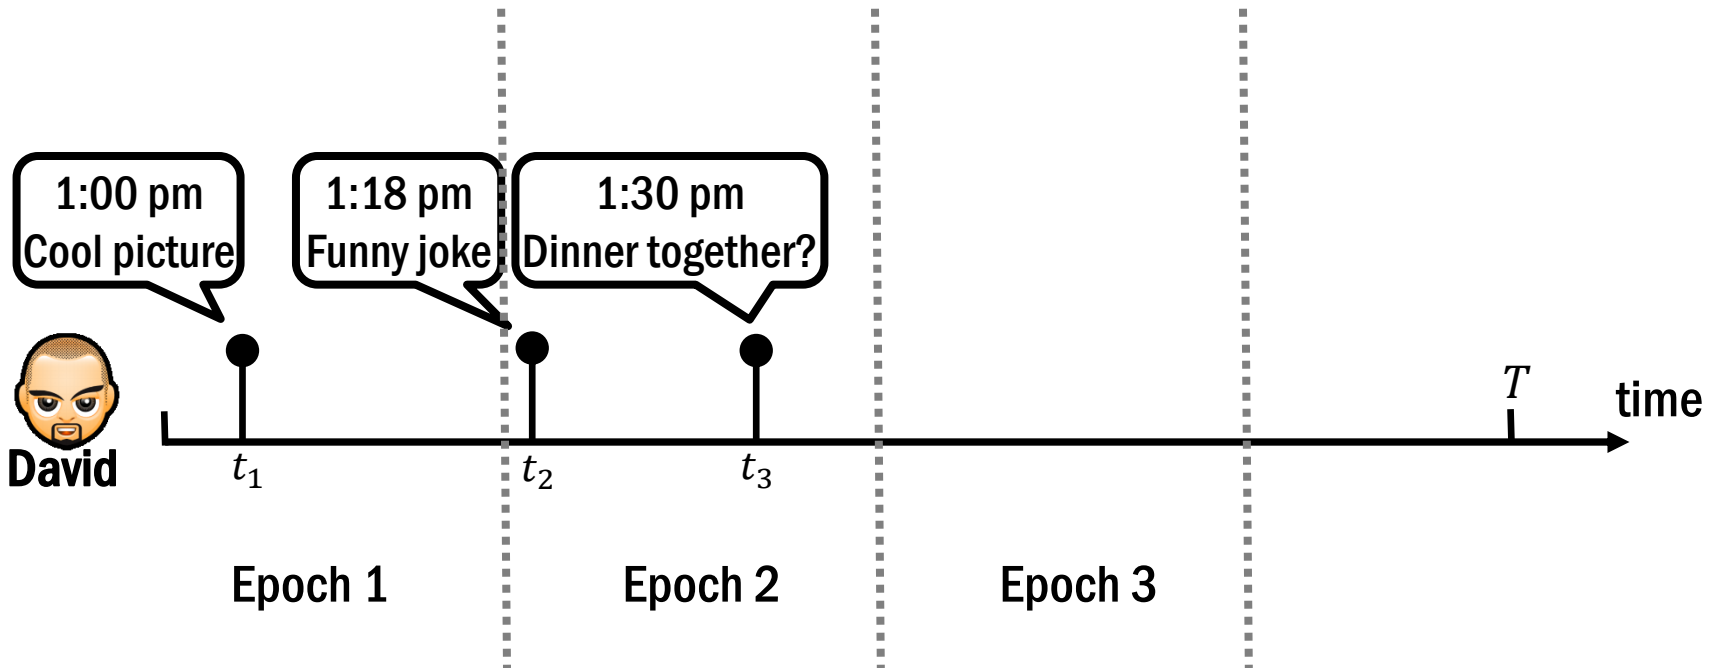 1:00 pm
Cool picture
1:18 pm
Funny joke
1:30 pm
Dinner together?
David
T
time
t₁
t₂
t₃
Epoch 1
Epoch 2
Epoch 3